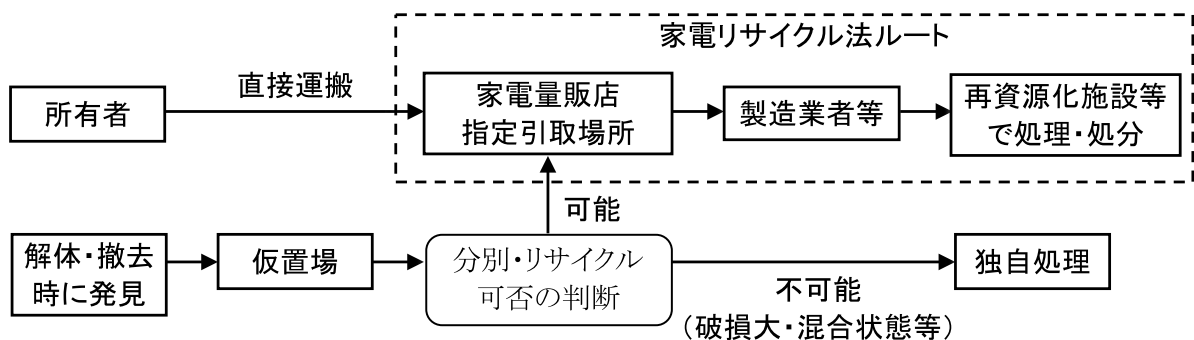 家電リサイクル法ルート
所有者
直接運搬
家電量販店
指定引取場所
製造業者等
再資源化施設等
で処理・処分
可能
解体・撤去
時に発見
仮置場
分別・リサイクル
可否の判断
不可能
（破損大・混合状態等）
独自処理